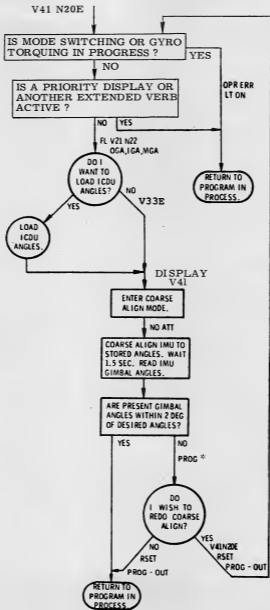 V41 N20E
IS MODE SWITCHING OR GYRO
TORQUING IN PROGRESS ?
YES
NO
OPR ERR
LT ON
IS A PRIORITY DISPLAY OR
ANOTHER EXTENDED VERB
ACTIVE ?
NO
YES
FL V21 N22
OGA, IGA, MGA
DO I
WANT TO
LOAD ICDU
ANGLES?
RETURN TO
PROGRAM IN
PROCESS.
YES
NO
V33E
LOAD
ICDU
ANGLES.
DISPLAY
V41
ENTER COARSE
ALIGN MODE.
NO ATT
COARSE ALIGN IMU TO
STORED ANGLES. WAIT
1.5 SEC. READ IMU
GIMBAL ANGLES.
ARE PRESENT GIMBAL
ANGLES WITHIN 2 DEG
OF DESIRED ANGLES?
YES
NO
PROG *
DO
I WISH TO
REDO COARSE
ALIGN?
NO
RSET
PROG - OUT
YES
V41N20E
RSET
PROG - OUT
RETURN TO
PROGRAM IN
PROCESS